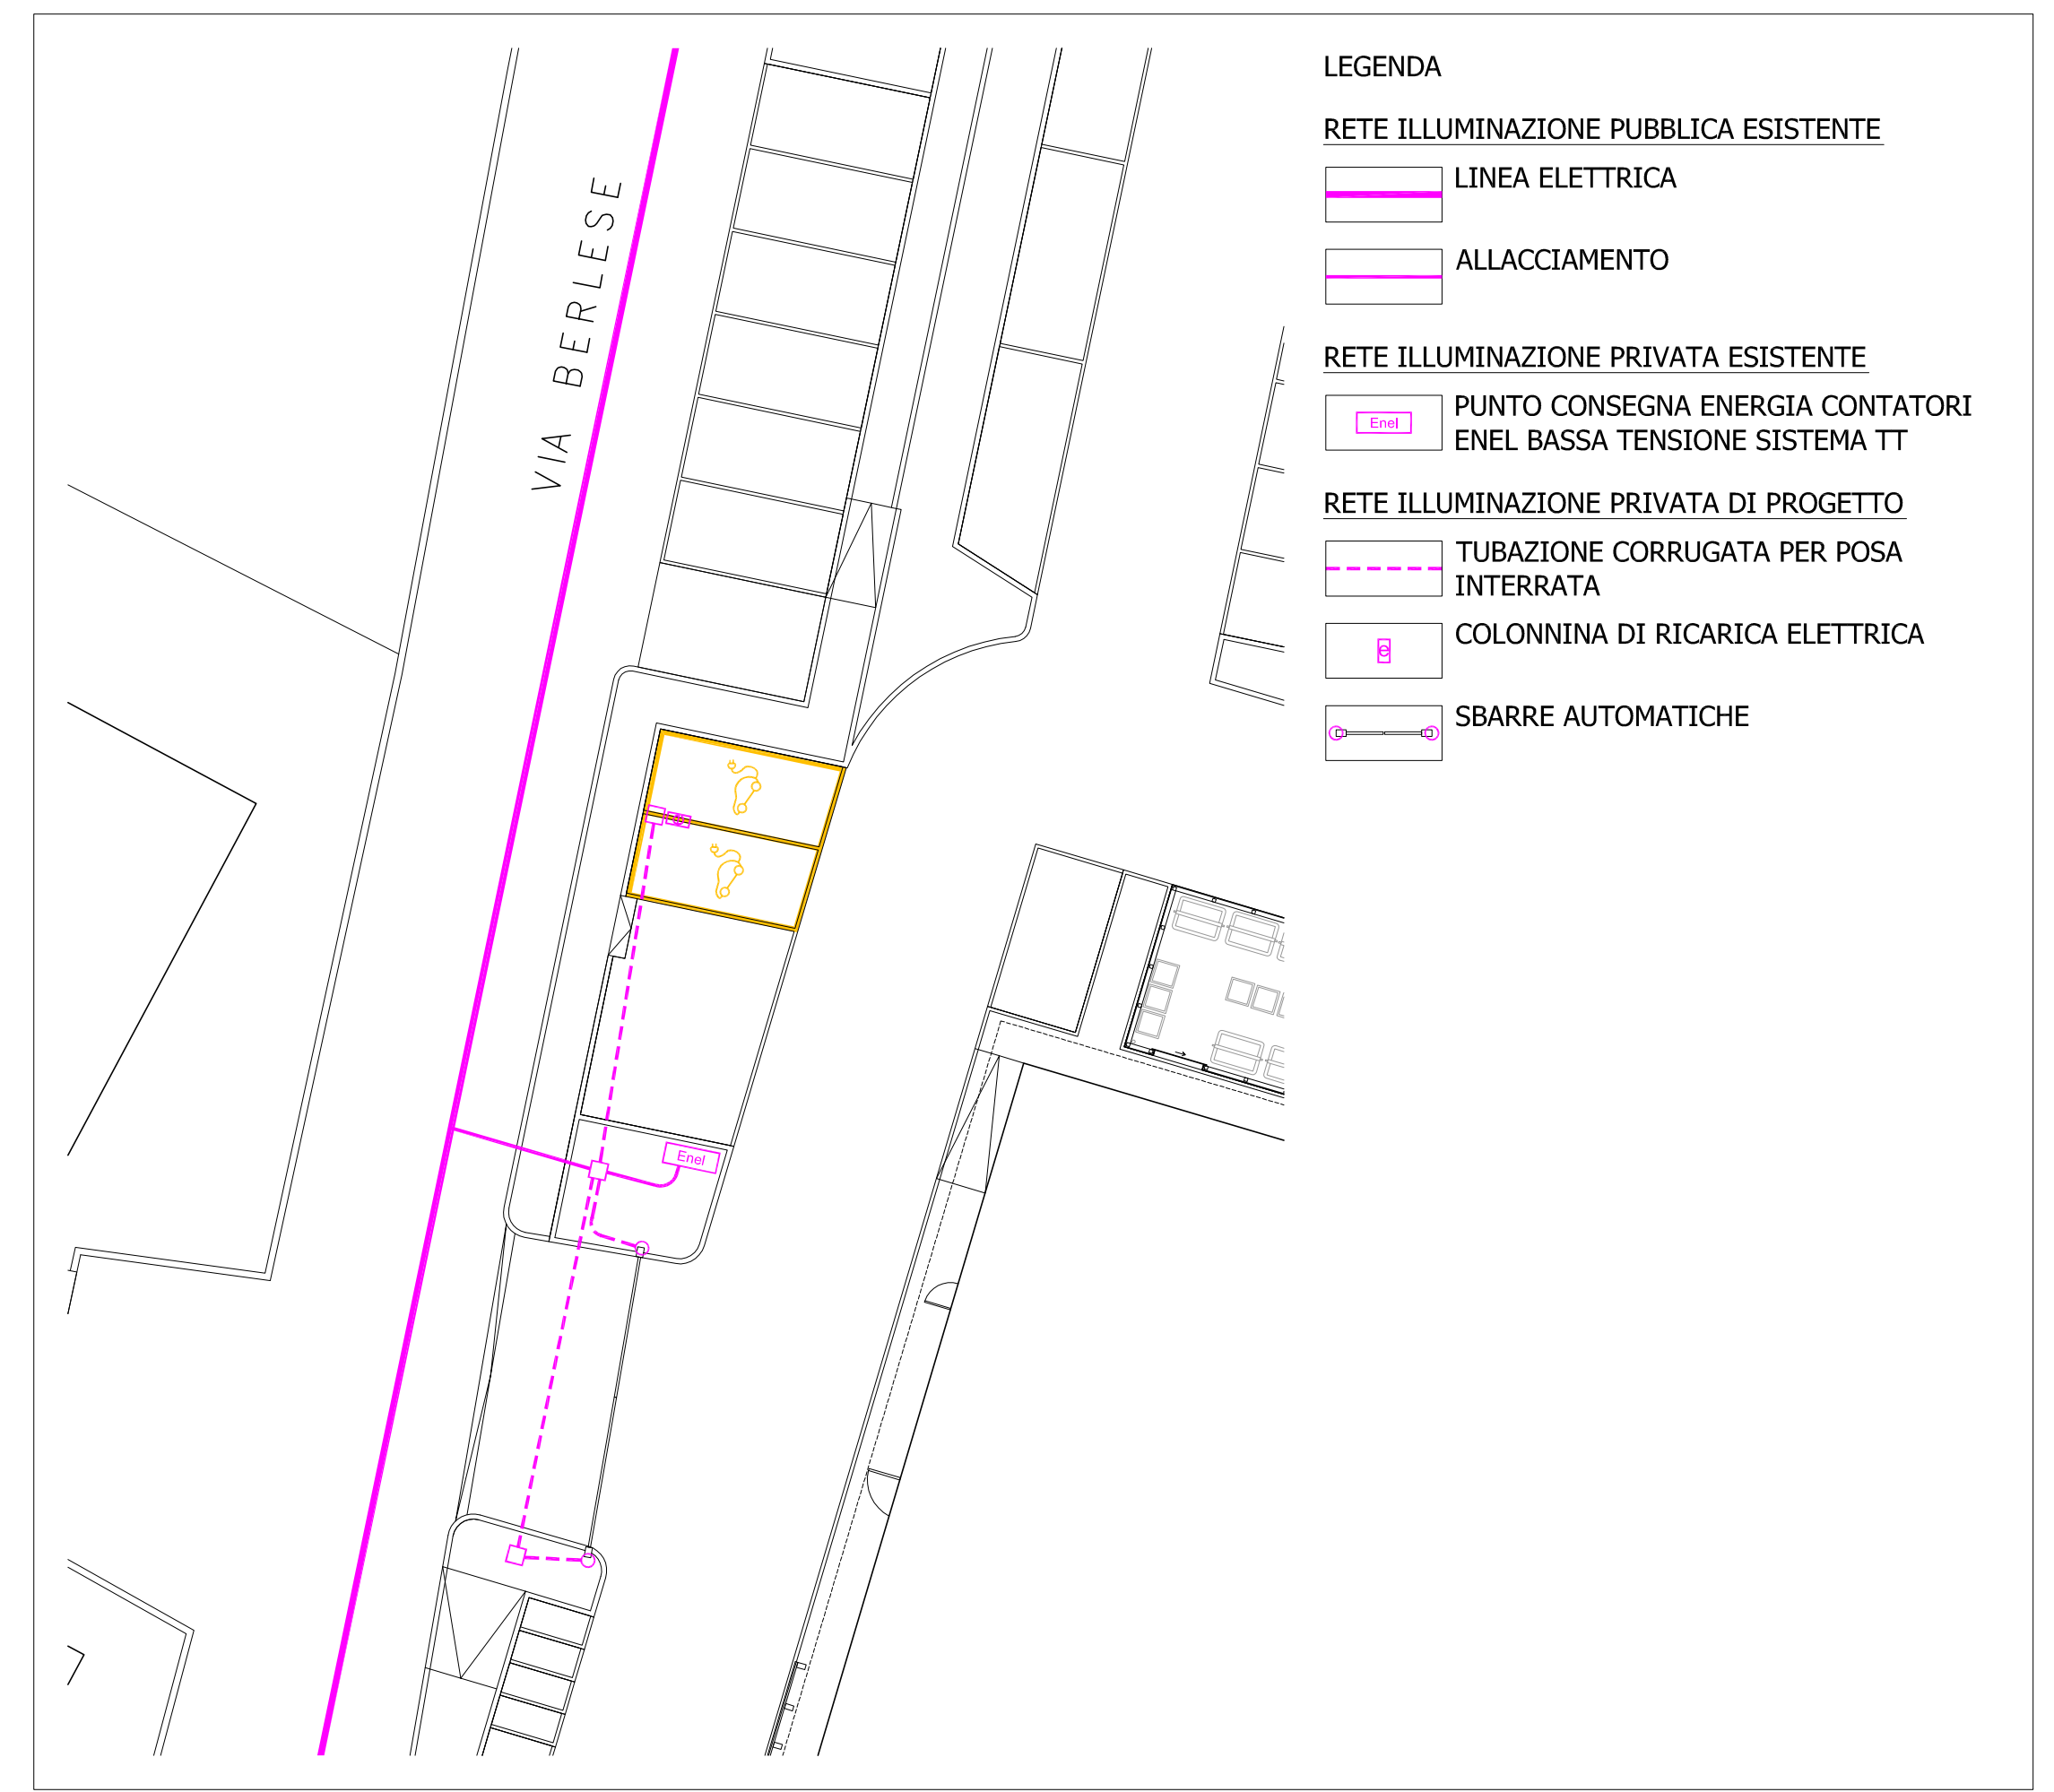 LEGENDA
RETE ILLUMINAZIONE PUBBLICA ESISTENTE
LINEA ELETTRICA
ALLACCIAMENTO
RETE ILLUMINAZIONE PRIVATA ESISTENTE
Enel
PUNTO CONSEGNA ENERGIA CONTATORI
ENEL BASSA TENSIONE SISTEMA TT
RETE ILLUMINAZIONE PRIVATA DI PROGETTO
TUBAZIONE CORRUGATA PER POSA
INTERRATA
e
COLONNINA DI RICARICA ELETTRICA
SBARRE AUTOMATICHE
VIA BERLESE
e
Enel